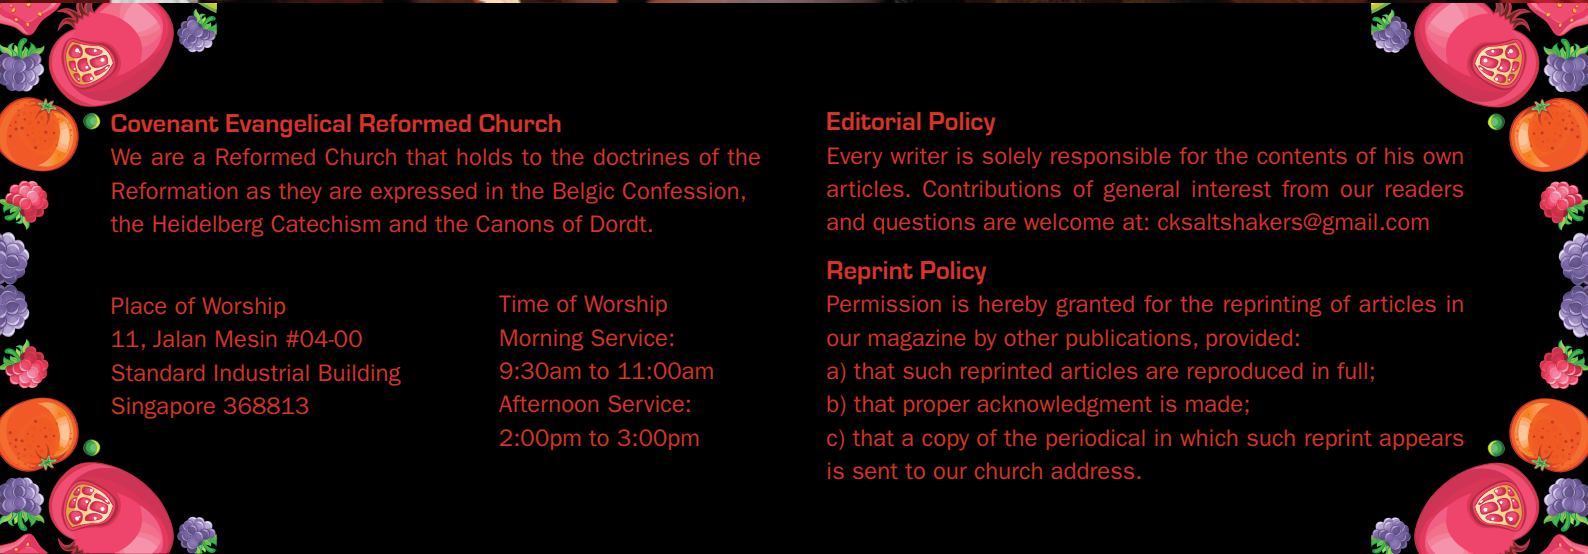 Covenant Evangelical Reformed Church
We are a Reformed Church that holds to the doctrines of the
Reformation as they are expressed in the Belgic Confession,
the Heidelberg Catechism and the Canons of Dordt.
Place of Worship
11, Jalan Mesin #04-00
Standard Industrial Building
Singapore 368813
Time of Worship
Morning Service:
9:30am to 11:00am
Afternoon Service:
2:00pm to 3:00pm
Editorial Policy
Every writer is solely responsible for the contents of his own
articles. Contributions of general interest from our readers
and questions are welcome at: cksaltshakers@gmail.com
Reprint Policy
Permission is hereby granted for the reprinting of articles in
our magazine by other publications, provided:
a) that such reprinted articles are reproduced in full;
b) that proper acknowledgment is made;
c) that a copy of the periodical in which such reprint appears
is sent to our church address.